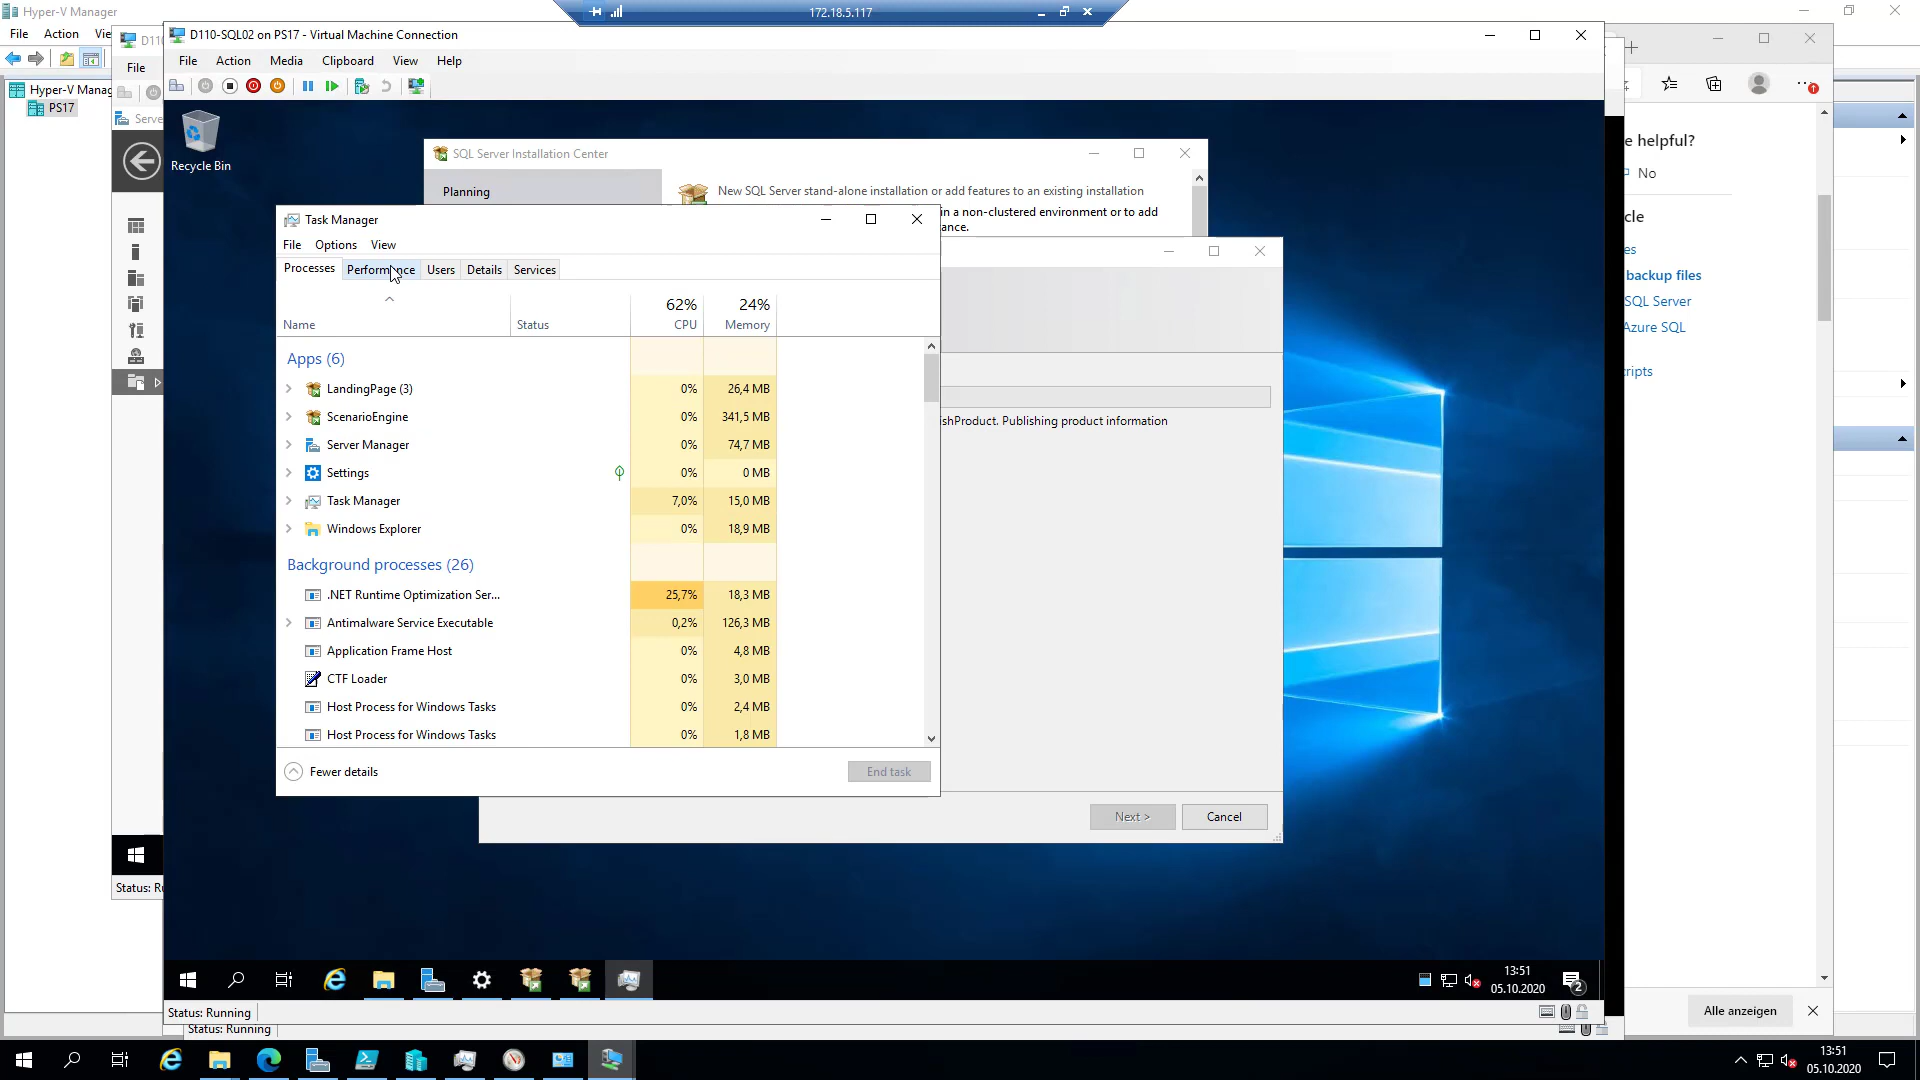 Hyper-V Manager
172.18.5.117
File Action
D110-SQL02 on PS17 - Virtual Machine Connection
File
File Action Media Clipboard View Help
Hyper-V Manag
PS17
Serve
Recycle Bin
SQL Server Installation Center
Planning
New SQL Server stand-alone installation or add features to an existing installation
in a non-clustered environment or to add
ance.
e helpful?
No
cle
es
backup files
SQL Server
Azure SQL
cripts
Task Manager
File Options View
Processes Performance Users Details Services
62% 24%
Name Status CPU Memory
Apps (6)
LandingPage (3) 0% 26,4 MB
ScenarioEngine 0% 341,5 MB
Server Manager 0% 74,7 MB
Settings 0% 0 MB
Task Manager 7,0% 15,0 MB
Windows Explorer 0% 18,9 MB
Background processes (26)
.NET Runtime Optimization Ser... 25,7% 18,3 MB
Antimalware Service Executable 0,2% 126,3 MB
Application Frame Host 0% 4,8 MB
CTF Loader 0% 3,0 MB
Host Process for Windows Tasks 0% 2,4 MB
Host Process for Windows Tasks 0% 1,8 MB
Fewer details End task
ishProduct. Publishing product information
Next > Cancel
13:51
05.10.2020
2
Status: Running
Status: Running
Alle anzeigen
13:51
05.10.2020